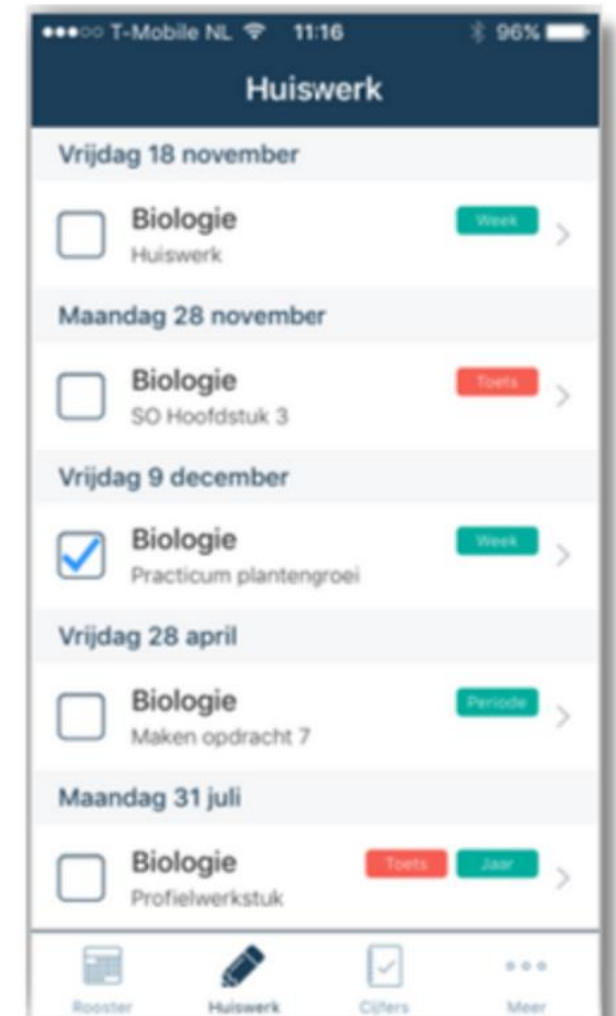 T-Mobile NL 11:16 96%
Huiswerk
Vrijdag 18 november
Biologie Week
Huiswerk
Maandag 28 november
Biologie Toets
SO Hoofdstuk 3
Vrijdag 9 december
Biologie Week
Practicum plantengroei
Vrijdag 28 april
Biologie Periode
Maken opdracht 7
Maandag 31 juli
Biologie Toets Jaar
Profielwerkstuk
Rooster Huiswerk Cijfers Meer